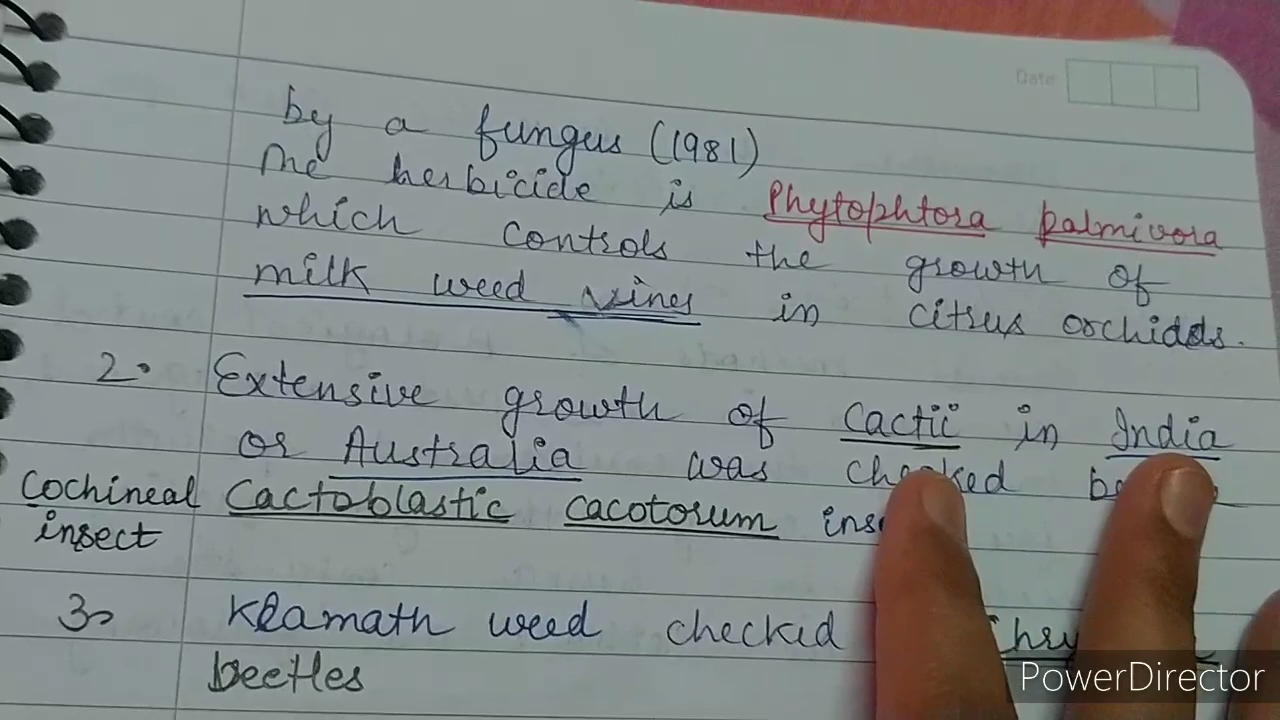 Date
by a fungus (1981)
The herbicide is Phytophtora palmivora
which controls the growth of
milk weed vines in citrus orchids.
2. Extensive growth of Cactii in India
or Australia was checked
Cochineal insect
Cactoblastic cacotorum
3 Klamath weed checked
beetles
PowerDirector